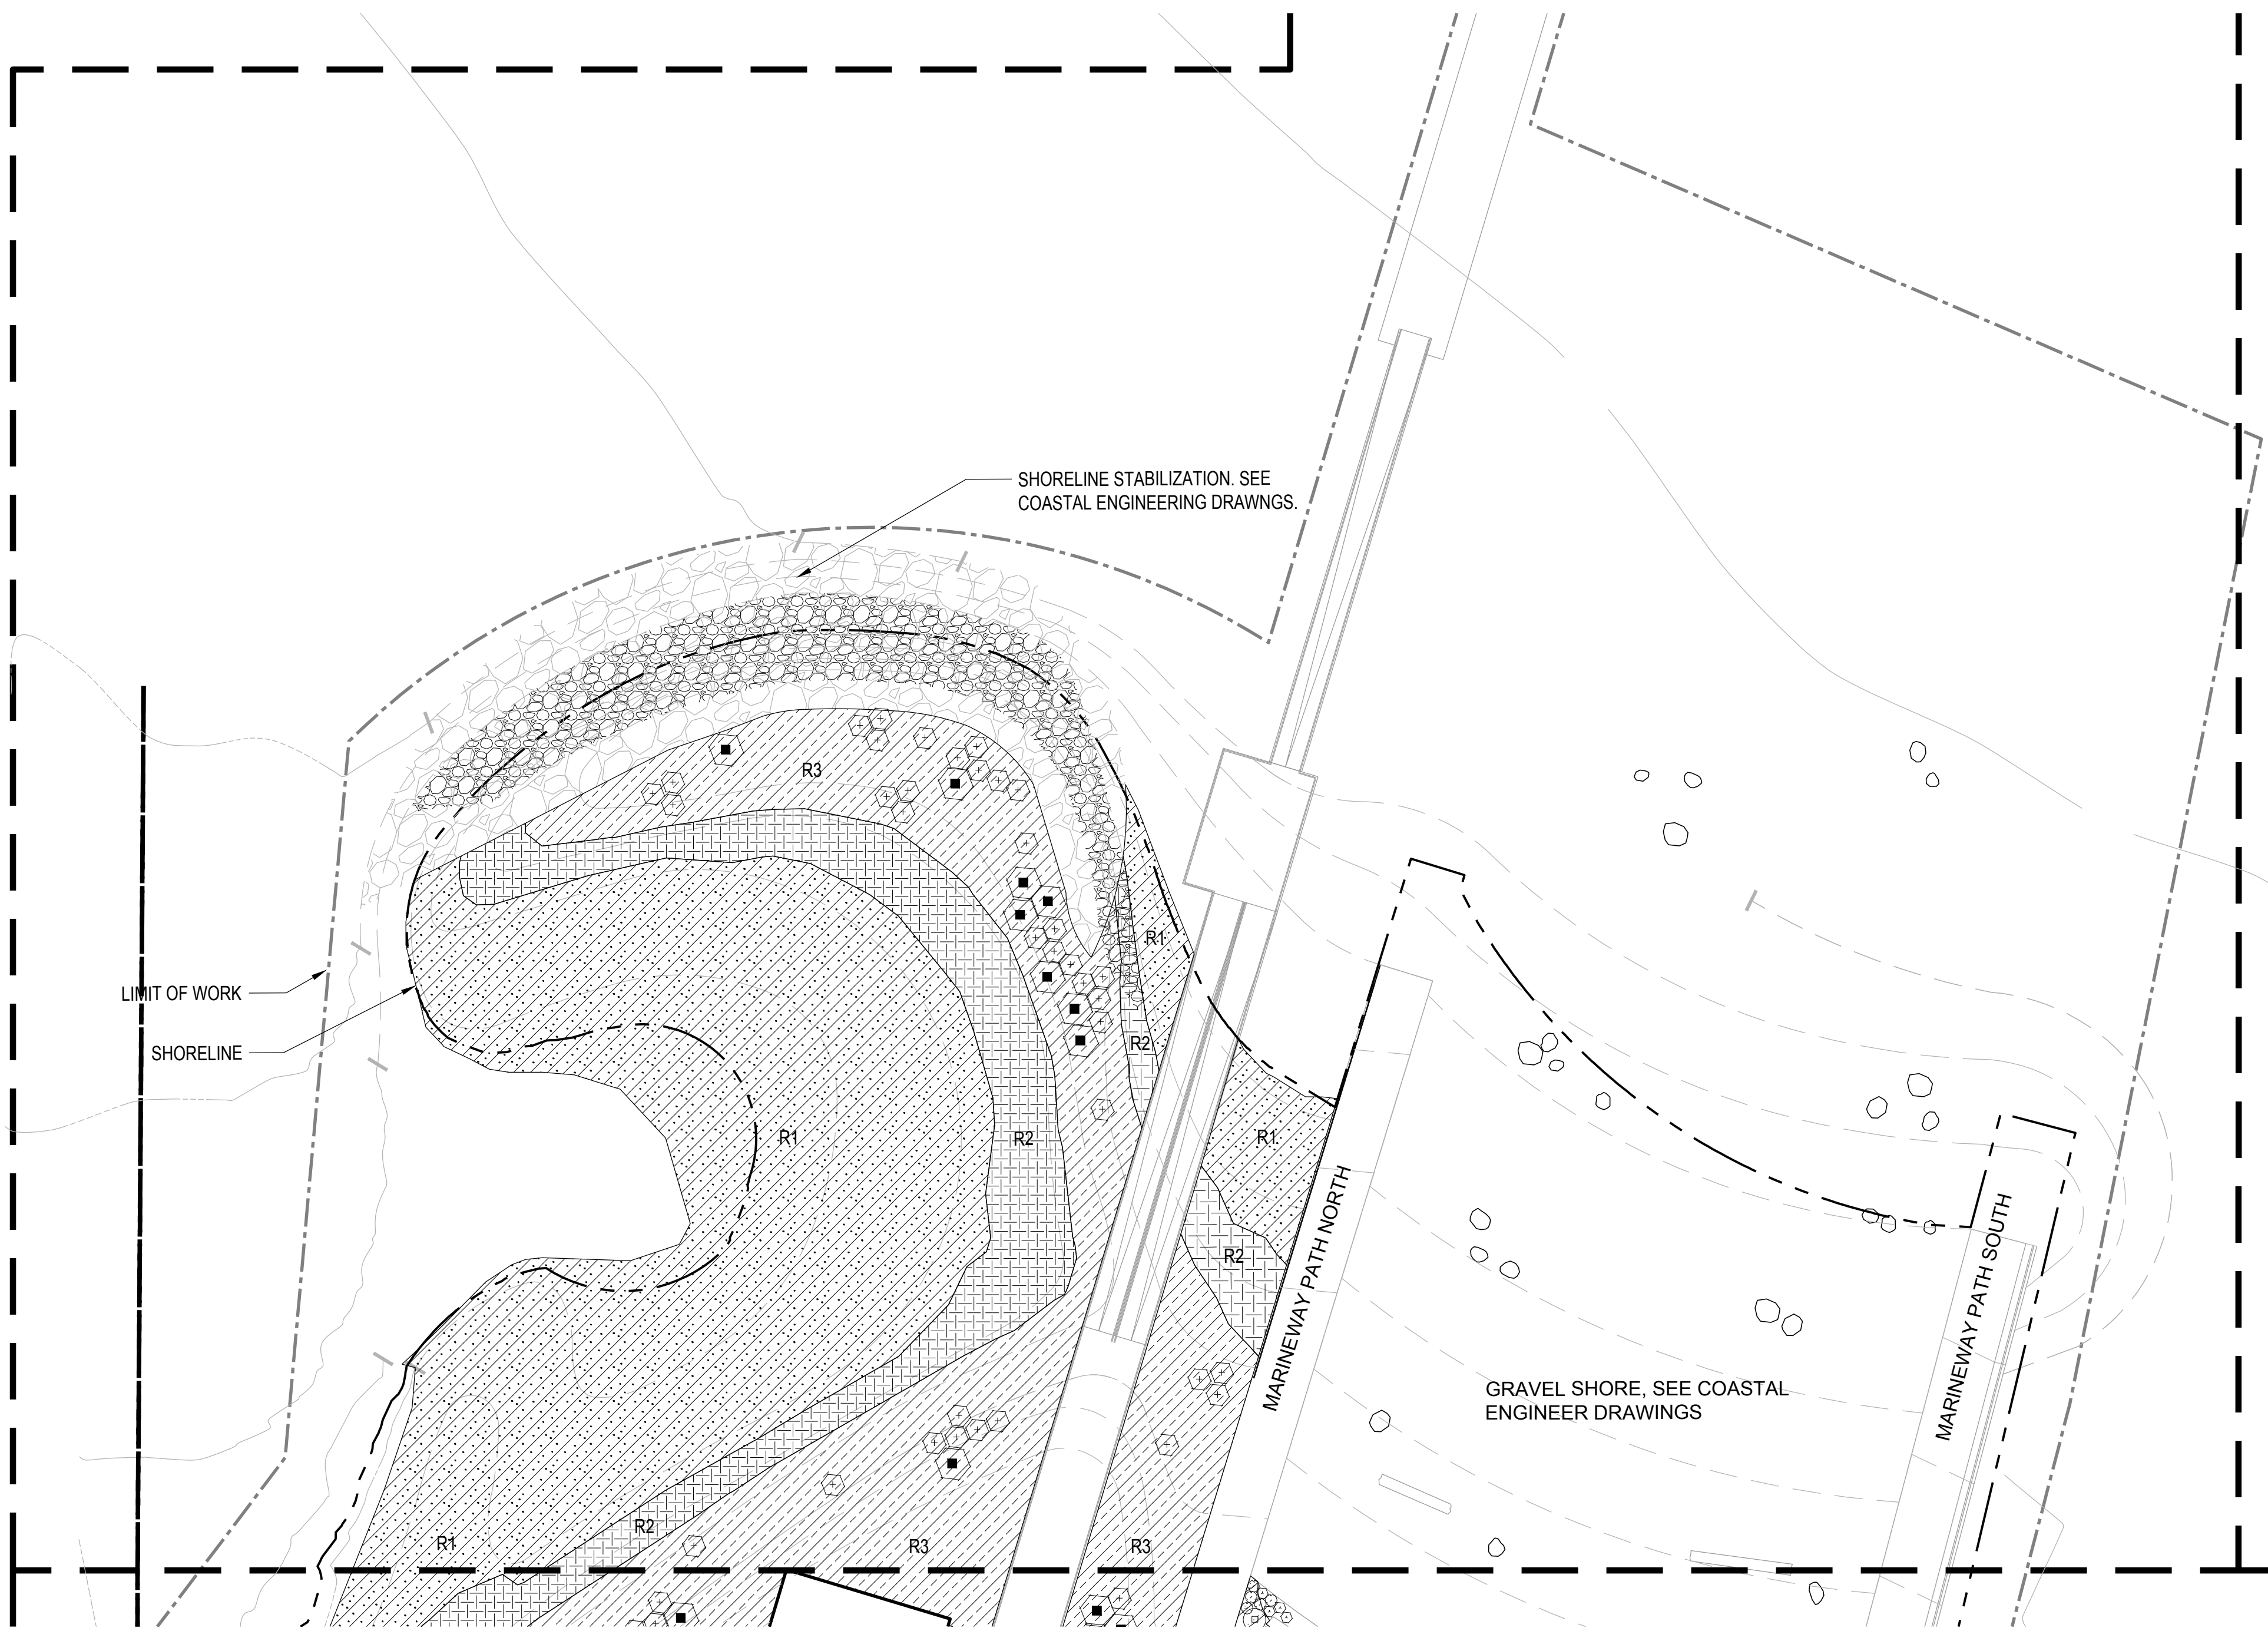 SHORELINE STABILIZATION. SEE
COASTAL ENGINEERING DRAWNGS.
R3
R1
LIMIT OF WORK
SHORELINE
R2
R1
R2
R1
R2
MARINEWAY PATH NORTH
MARINEWAY PATH SOUTH
GRAVEL SHORE, SEE COASTAL
ENGINEER DRAWINGS
R2
R1
R3
R3